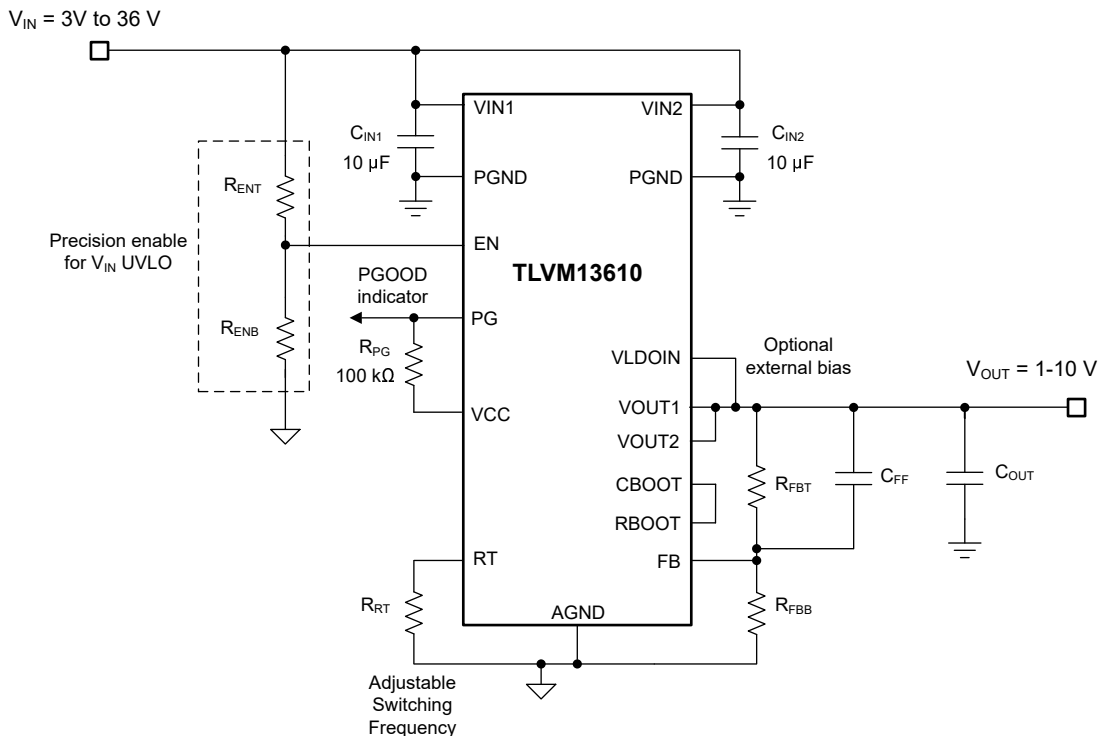 V_IN = 3V to 36 V
VIN1
VIN2
C_IN1
10 µF
C_IN2
10 µF
PGND
PGND
R_ENT
Precision enable
for V_IN UVLO
EN
TLVM13610
PGOOD
indicator
PG
R_ENB
R_PG
100 kΩ
VCC
VLDOIN
Optional
external bias
V_OUT = 1-10 V
VOUT1
VOUT2
CBOOT
RBOOT
R_FBT
C_FF
C_OUT
RT
FB
R_RT
AGND
R_FBB
Adjustable
Switching
Frequency